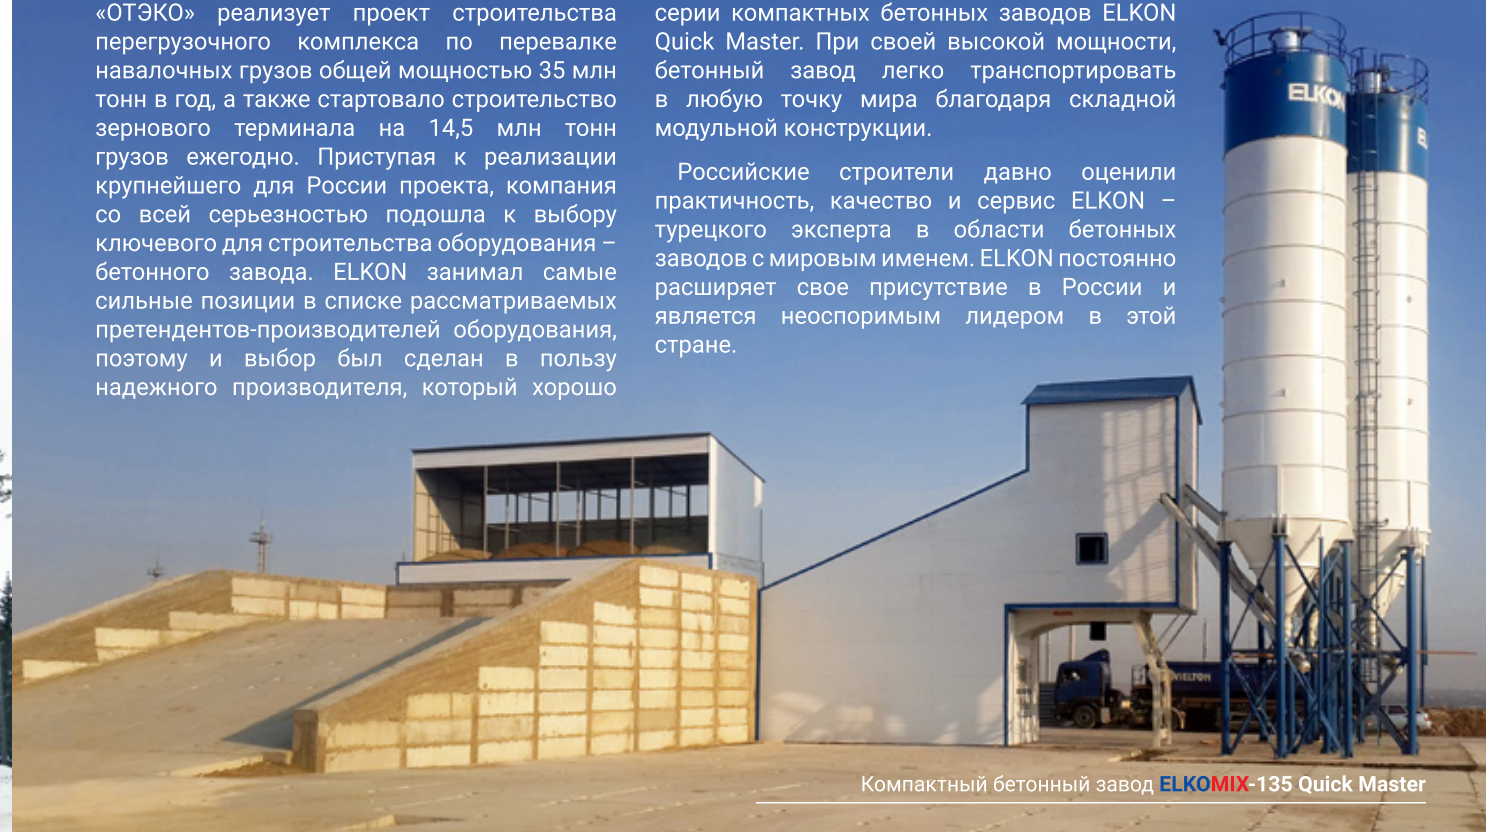 «ОТЭКО» реализует проект строительства
перегрузочного комплекса по перевалке
навалочных грузов общей мощностью 35 млн
тонн в год, а также стартовало строительство
зернового терминала на 14,5 млн тонн
грузов ежегодно. Приступая к реализации
крупнейшего для России проекта, компания
со всей серьезностью подошла к выбору
ключевого для строительства оборудования –
бетонного завода. ELKON занимал самые
сильные позиции в списке рассматриваемых
претендентов-производителей оборудования,
поэтому и выбор был сделан в пользу
надежного производителя, который хорошо
серии компактных бетонных заводов ELKON
Quick Master. При своей высокой мощности,
бетонный завод легко транспортировать
в любую точку мира благодаря складной
модульной конструкции.
Российские строители давно оценили
практичность, качество и сервис ELKON –
турецкого эксперта в области бетонных
заводов с мировым именем. ELKON постоянно
расширяет свое присутствие в России и
является неоспоримым лидером в этой
стране.
ELKON
WIELTON
Компактный бетонный завод ELKOMIX-135 Quick Master